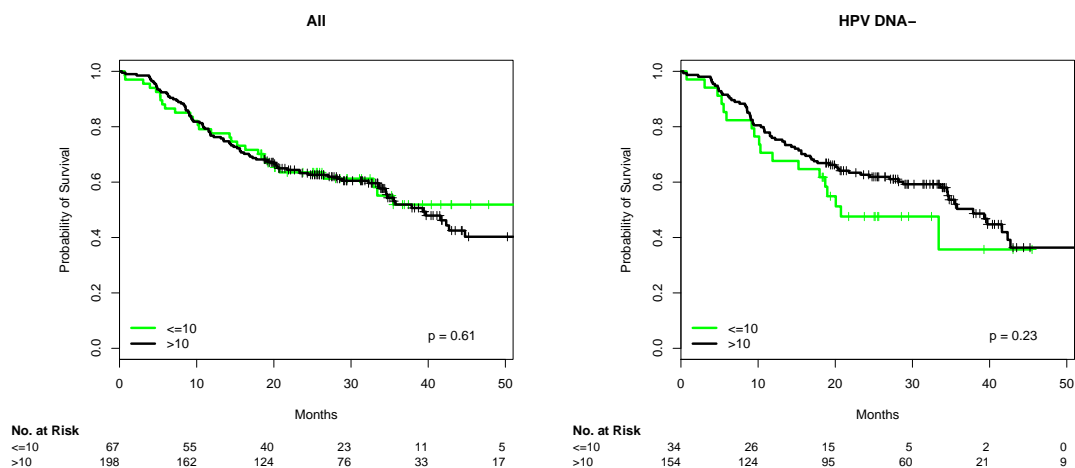 All
Probability of Survival
1.0
0.8
0.6
0.4
0.2
0.0
<=10
>10
p = 0.61
0 10 20 30 40 50
Months
No. at Risk
<=10 67 55 40 23 11 5
>10 198 162 124 76 33 17
HPV DNA−
Probability of Survival
1.0
0.8
0.6
0.4
0.2
0.0
<=10
>10
p = 0.23
0 10 20 30 40 50
Months
No. at Risk
<=10 34 26 15 5 2 0
>10 154 124 95 60 21 9